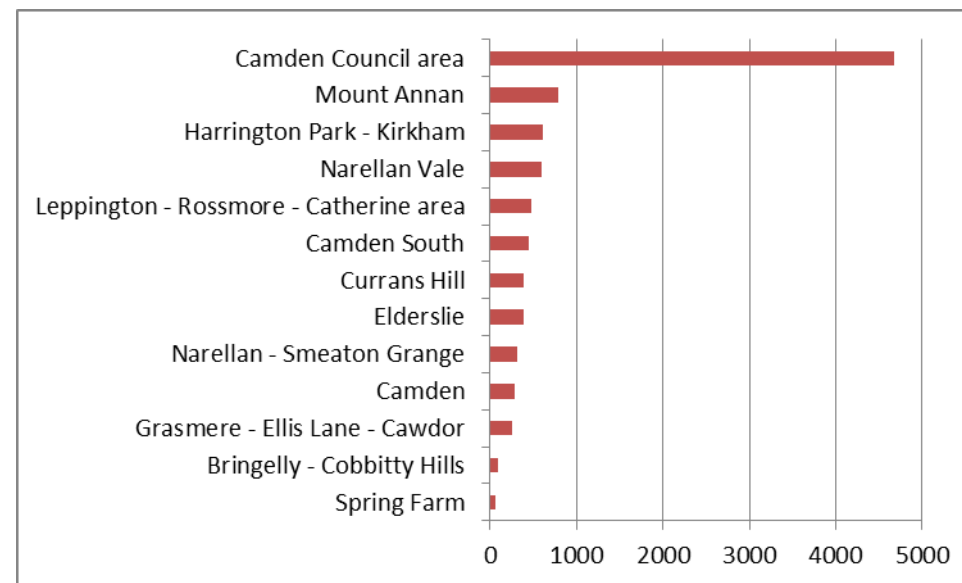 Camden Council area
Mount Annan
Harrington Park - Kirkham
Narellan Vale
Leppington - Rossmore - Catherine area
Camden South
Currans Hill
Elderslie
Narellan - Smeaton Grange
Camden
Grasmere - Ellis Lane - Cawdor
Bringelly - Cobbitty Hills
Spring Farm
0 1000 2000 3000 4000 5000